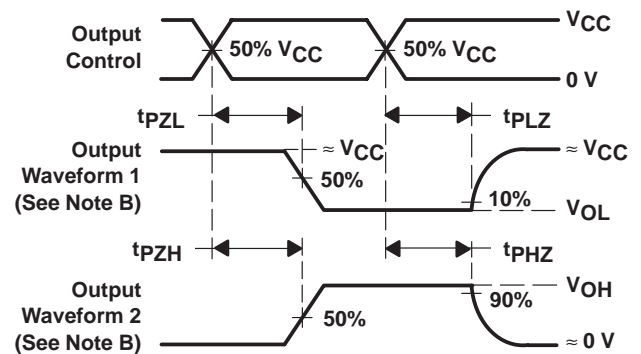 Output
Control
50% VCC
50% VCC
VCC
0 V
tPZL
tPLZ
Output
Waveform 1
(See Note B)
≈ VCC
50%
≈ VCC
10%
VOL
tPZH
tPHZ
Output
Waveform 2
(See Note B)
50%
VOH
90%
≈ 0 V